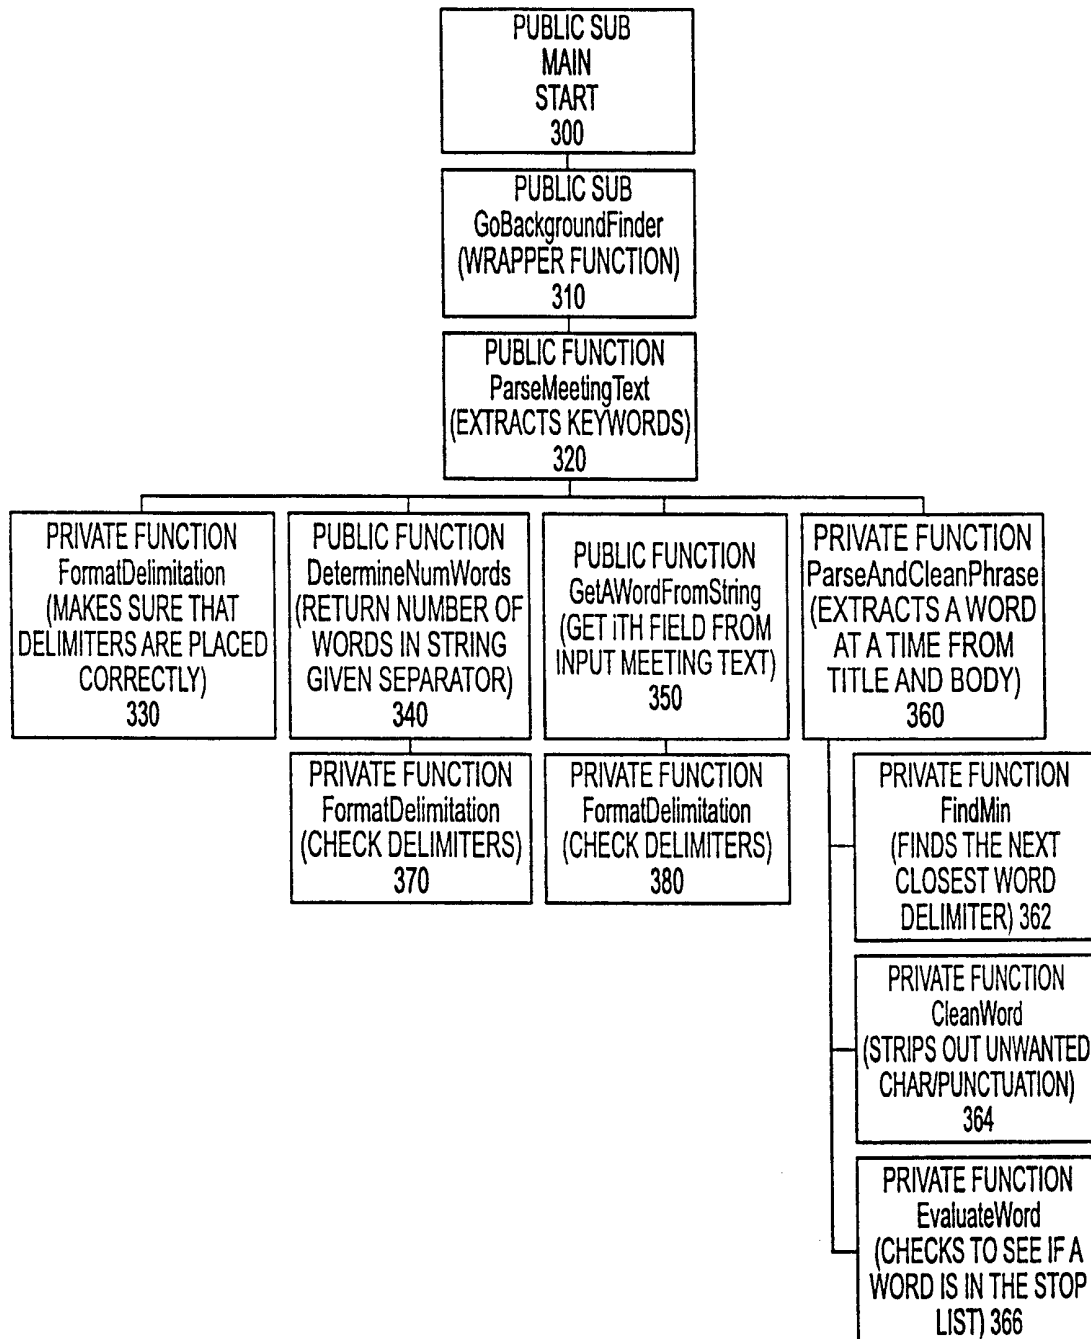 PUBLIC SUB
MAIN
START
300
PUBLIC SUB
GoBackgroundFinder
(WRAPPER FUNCTION)
310
PUBLIC FUNCTION
ParseMeetingText
(EXTRACTS KEYWORDS)
320
PRIVATE FUNCTION
FormatDelimitation
(MAKES SURE THAT
DELIMITERS ARE PLACED
CORRECTLY)
330
PUBLIC FUNCTION
DetermineNumWords
(RETURN NUMBER OF
WORDS IN STRING
GIVEN SEPARATOR)
340
PUBLIC FUNCTION
GetAWordFromString
(GET iTH FIELD FROM
INPUT MEETING TEXT)
350
PRIVATE FUNCTION
ParseAndCleanPhrase
(EXTRACTS A WORD
AT A TIME FROM
TITLE AND BODY)
360
PRIVATE FUNCTION
FormatDelimitation
(CHECK DELIMITERS)
370
PRIVATE FUNCTION
FormatDelimitation
(CHECK DELIMITERS)
380
PRIVATE FUNCTION
FindMin
(FINDS THE NEXT
CLOSEST WORD
DELIMITER) 362
PRIVATE FUNCTION
CleanWord
(STRIPS OUT UNWANTED
CHAR/PUNCTUATION)
364
PRIVATE FUNCTION
EvaluateWord
(CHECKS TO SEE IF A
WORD IS IN THE STOP
LIST) 366